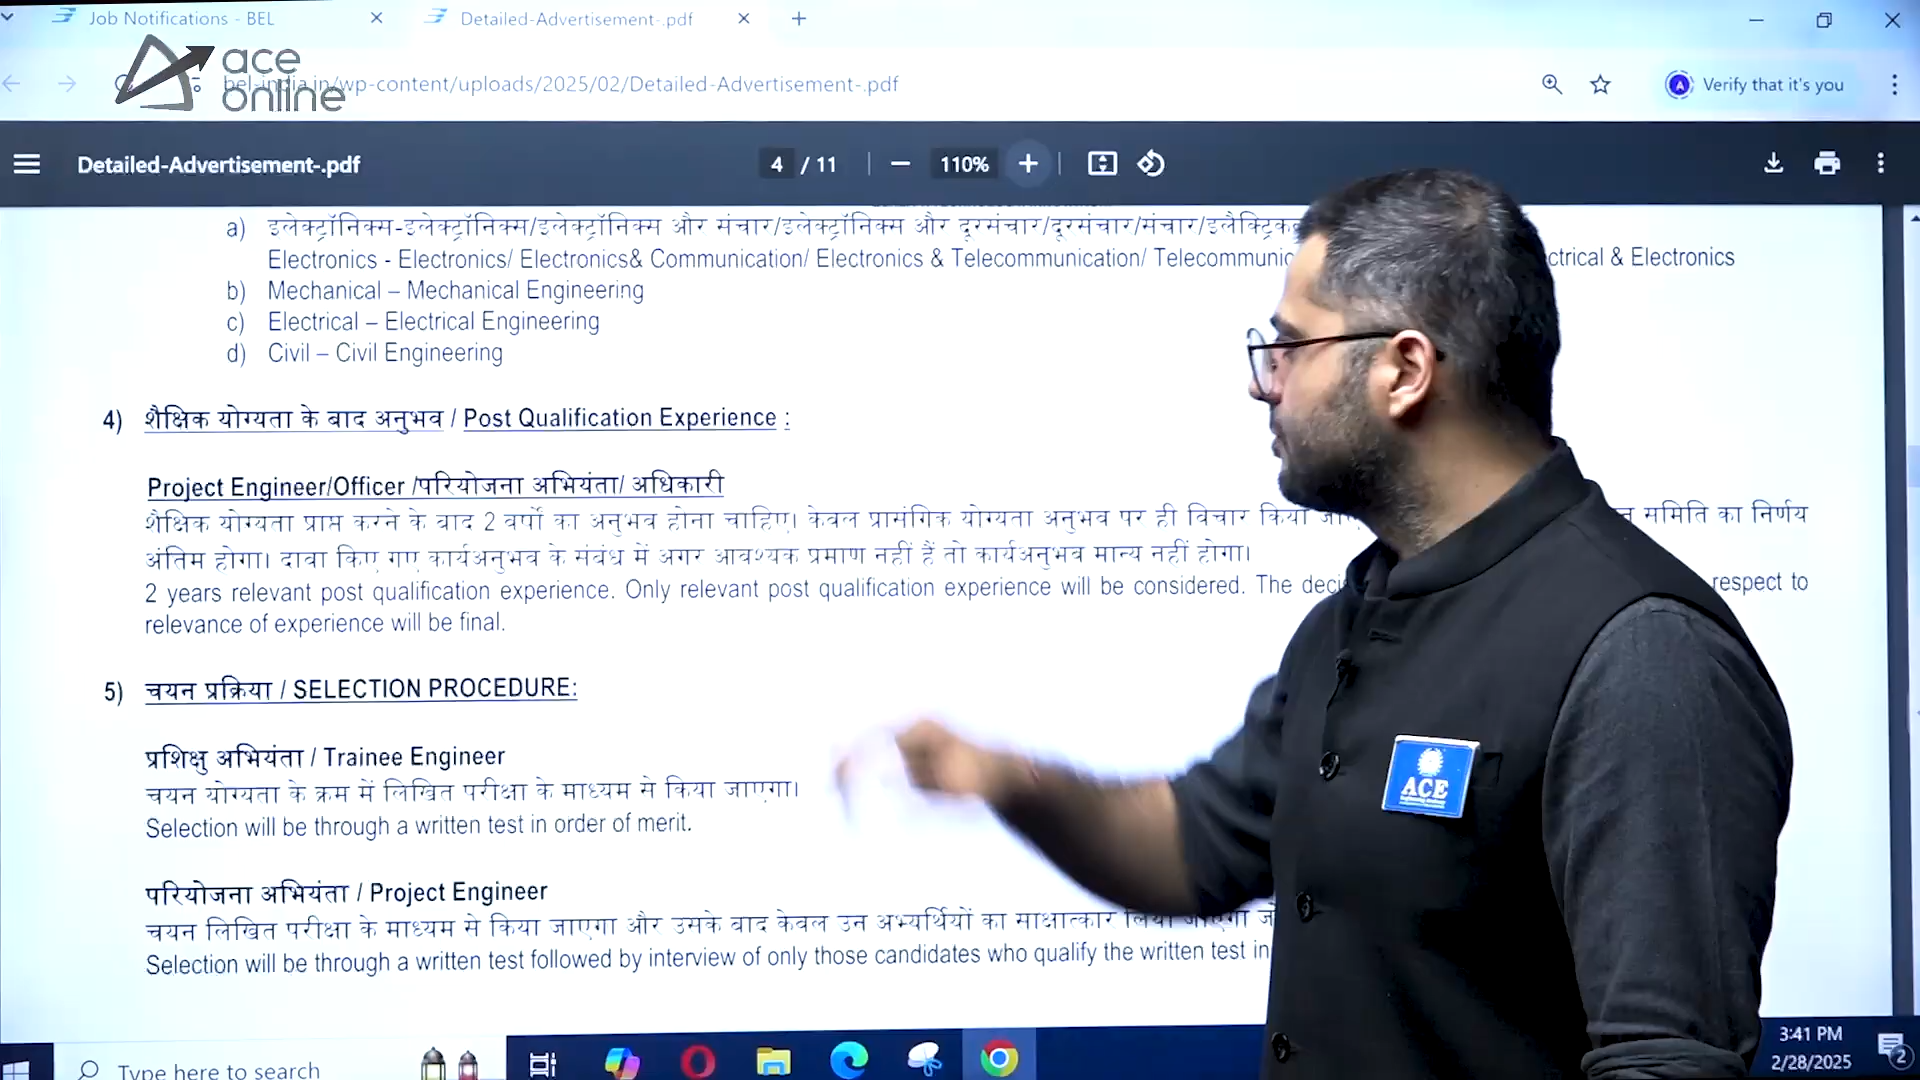 Job Notifications - BEL
Detailed-Advertisement-.pdf
ace
online
bel-india.in/wp-content/uploads/2025/02/Detailed-Advertisement-.pdf
Verify that it's you
Detailed-Advertisement-.pdf
4 / 11
110%
a) इलेक्ट्रॉनिक्स-इलेक्ट्रॉनिक्स/इलेक्ट्रॉनिक्स और संचार/इलेक्ट्रॉनिक्स और दूरसंचार/दूरसंचार/संचार/
Electronics - Electronics/ Electronics& Communication/ Electronics & Telecommunication/ & Electronics
b) Mechanical – Mechanical Engineering
c) Electrical – Electrical Engineering
d) Civil – Civil Engineering
4) शैक्षिक योग्यता के बाद अनुभव / Post Qualification Experience :
Project Engineer/Officer /परियोजना अभियंता/ अधिकारी
शैक्षिक योग्यता प्राप्त करने के बाद 2 वर्षों का अनुभव होना चाहिए। केवल प्रासंगिक योग्यता अनुभव पर ही विचार किया समिति का निर्णय
अंतिम होगा। दावा किए गए कार्यअनुभव के संबंध में अगर आवश्यक प्रमाण नहीं हैं तो कार्यअनुभव मान्य नहीं होगा।
2 years relevant post qualification experience. Only relevant post qualification experience will be considered. The respect to
relevance of experience will be final.
5) चयन प्रक्रिया / SELECTION PROCEDURE:
प्रशिक्षु अभियंता / Trainee Engineer
चयन योग्यता के क्रम में लिखित परीक्षा के माध्यम से किया जाएगा।
Selection will be through a written test in order of merit.
परियोजना अभियंता / Project Engineer
चयन लिखित परीक्षा के माध्यम से किया जाएगा और उसके बाद केवल उन अभ्यर्थियों का साक्षात्कार लिया जाएगा
Selection will be through a written test followed by interview of only those candidates who qualify the written test in
ACE
Type here to search
3:41 PM
2/28/2025
2